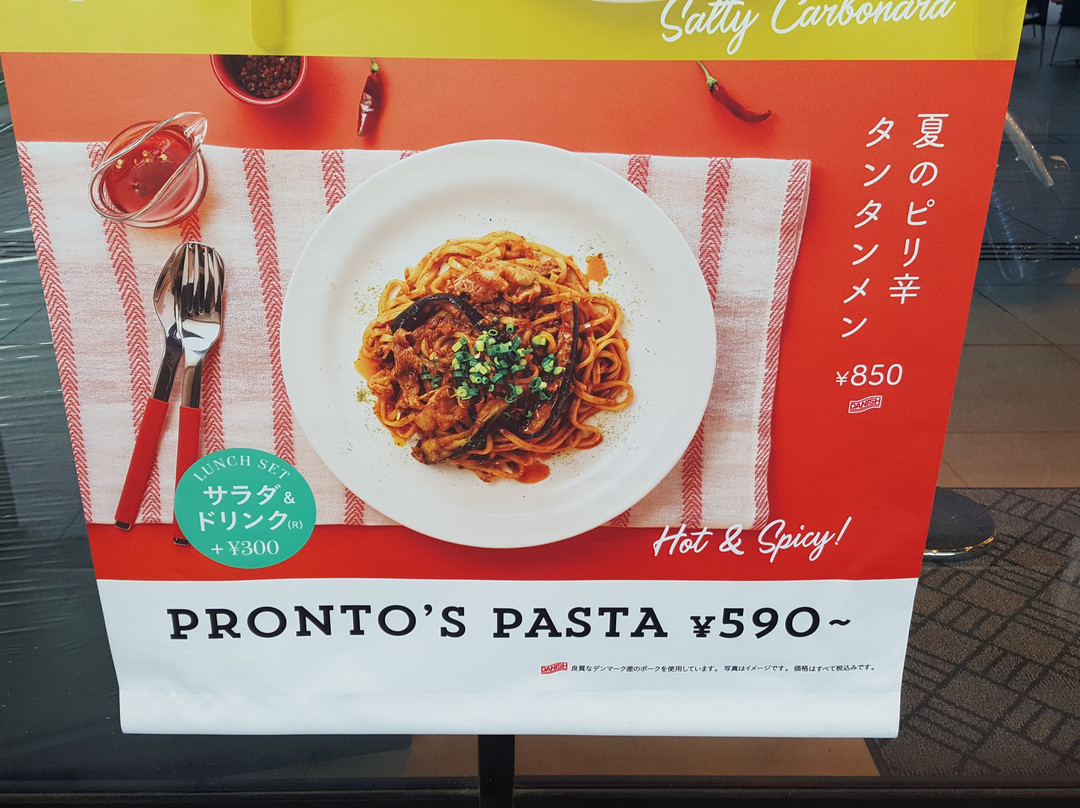 Salty Carbonara
夏のピリ辛
タンタンメン
¥850
DANISH
LUNCH SET
サラダ&
ドリンク(R)
+¥300
Hot & Spicy!
PRONTO'S PASTA ¥590~
DANISH 良質なデンマーク産のポークを使用しています。 写真はイメージです。 価格はすべて税込みです。